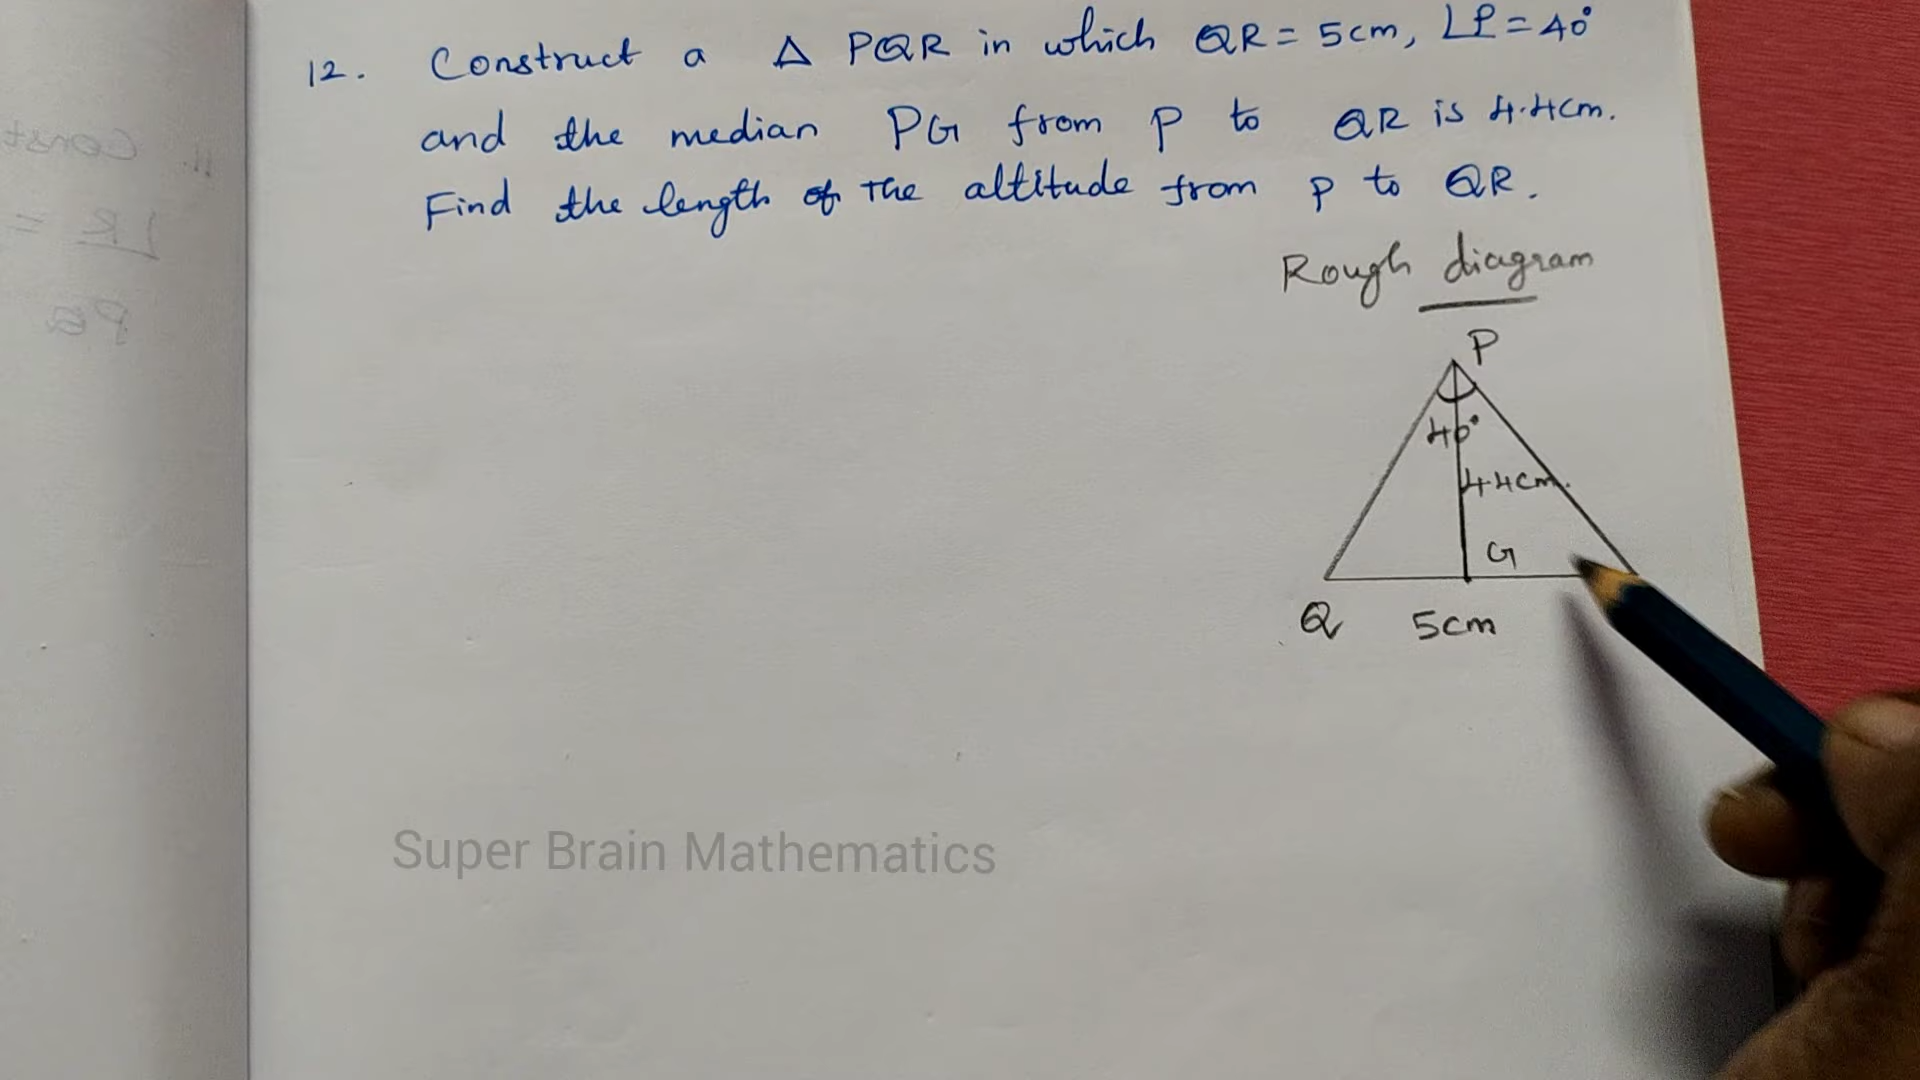 12. Construct a Δ PQR in which QR = 5cm, ∠P = 40°
and the median PG from P to QR is 4.4cm.
Find the length of the altitude from P to QR.
Rough diagram
P
40°
4.4cm.
G
Q 5cm
Super Brain Mathematics